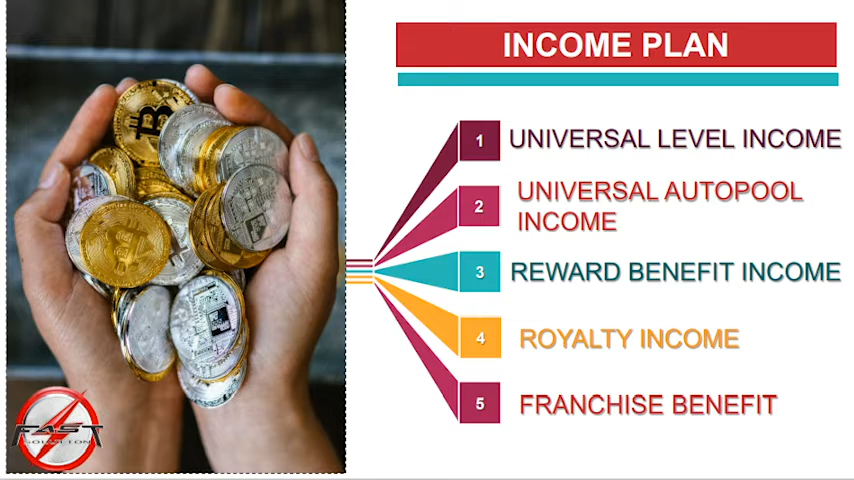 INCOME PLAN
1 UNIVERSAL LEVEL INCOME
2 UNIVERSAL AUTOPOOL
INCOME
3 REWARD BENEFIT INCOME
4 ROYALTY INCOME
5 FRANCHISE BENEFIT
FAST
SOLUTION